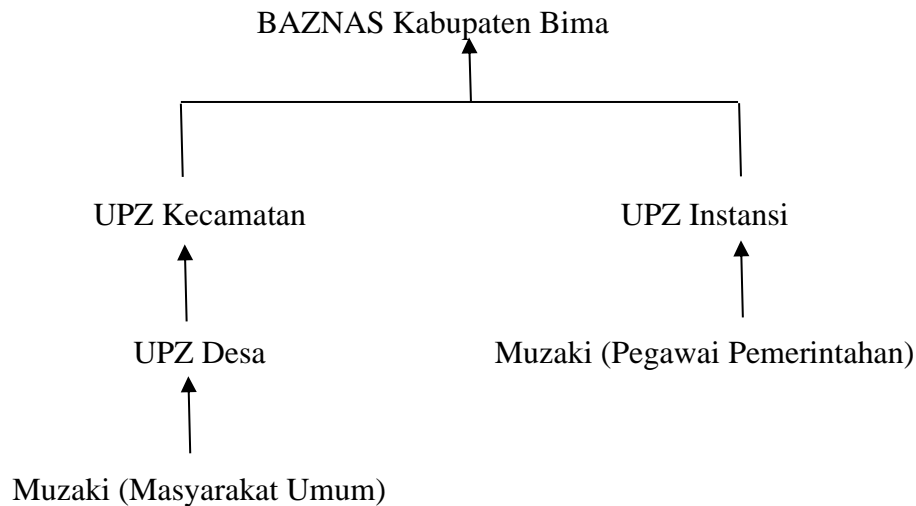 BAZNAS Kabupaten Bima
UPZ Kecamatan
UPZ Instansi
UPZ Desa
Muzaki (Pegawai Pemerintahan)
Muzaki (Masyarakat Umum)